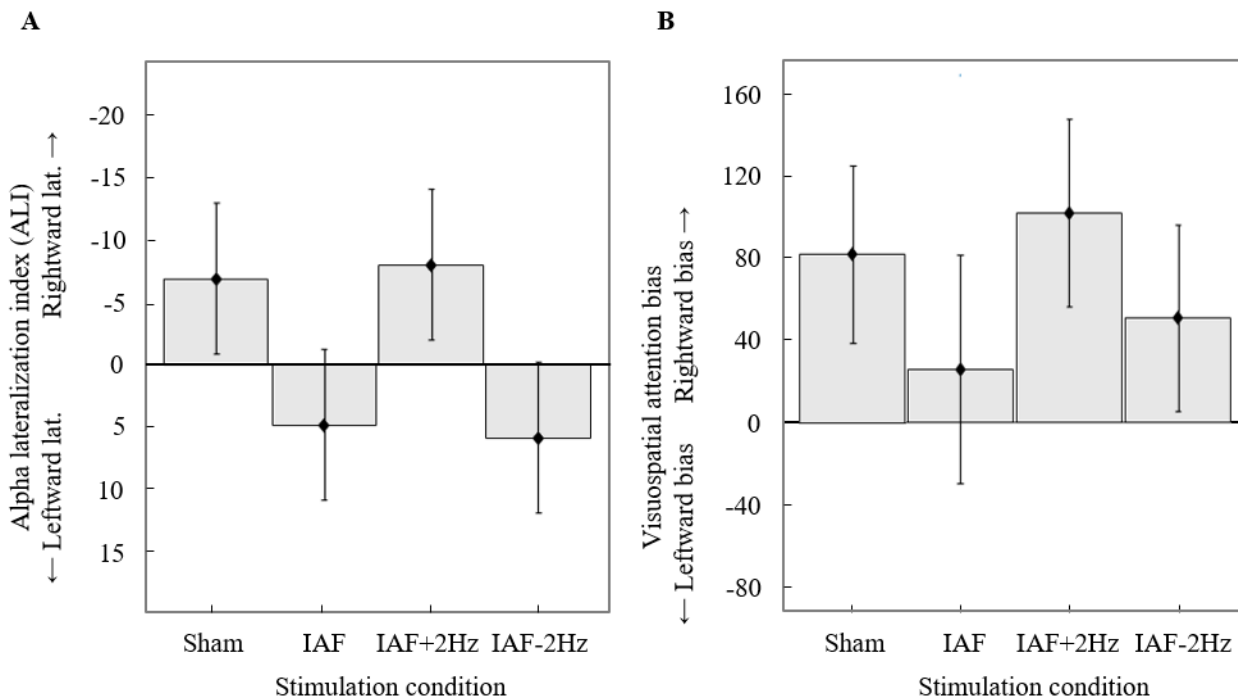 A
Alpha lateralization index (ALI)
← Leftward lat. Rightward lat. →
-20
-15
-10
-5
0
5
10
15
Sham IAF IAF+2Hz IAF-2Hz
Stimulation condition
B
Visuospatial attention bias
← Leftward bias Rightward bias →
160
120
80
40
0
-40
-80
Sham IAF IAF+2Hz IAF-2Hz
Stimulation condition